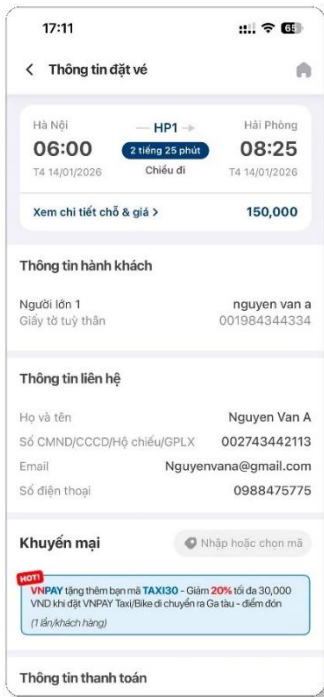 17:11
65
Thông tin đặt vé
Hà Nội
HP1
Hải Phòng
06:00
2 tiếng 25 phút
08:25
T4 14/01/2026
Chiều đi
T4 14/01/2026
Xem chi tiết chỗ & giá >
150,000
Thông tin hành khách
Người lớn 1
nguyen van a
Giấy tờ tuỳ thân
001984344334
Thông tin liên hệ
Họ và tên
Nguyen Van A
Số CMND/CCCD/Hộ chiếu/GPLX
002743442113
Email
Nguyenvana@gmail.com
Số điện thoại
0988475775
Khuyến mại
Nhập hoặc chọn mã
HOT!
VNPAY tặng thêm bạn mã TAXI30 - Giảm 20% tối đa 30,000
VND khi đặt VNPAY Taxi/Bike di chuyển ra Ga tàu - điểm đón
(1 lần/khách hàng)
Thông tin thanh toán